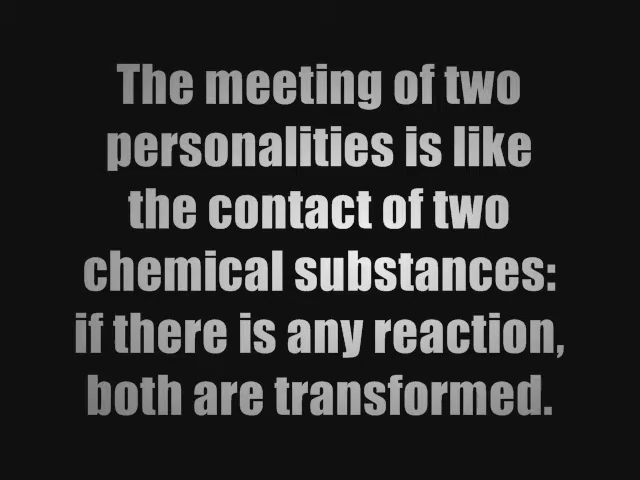 The meeting of two
personalities is like
the contact of two
chemical substances:
if there is any reaction,
both are transformed.